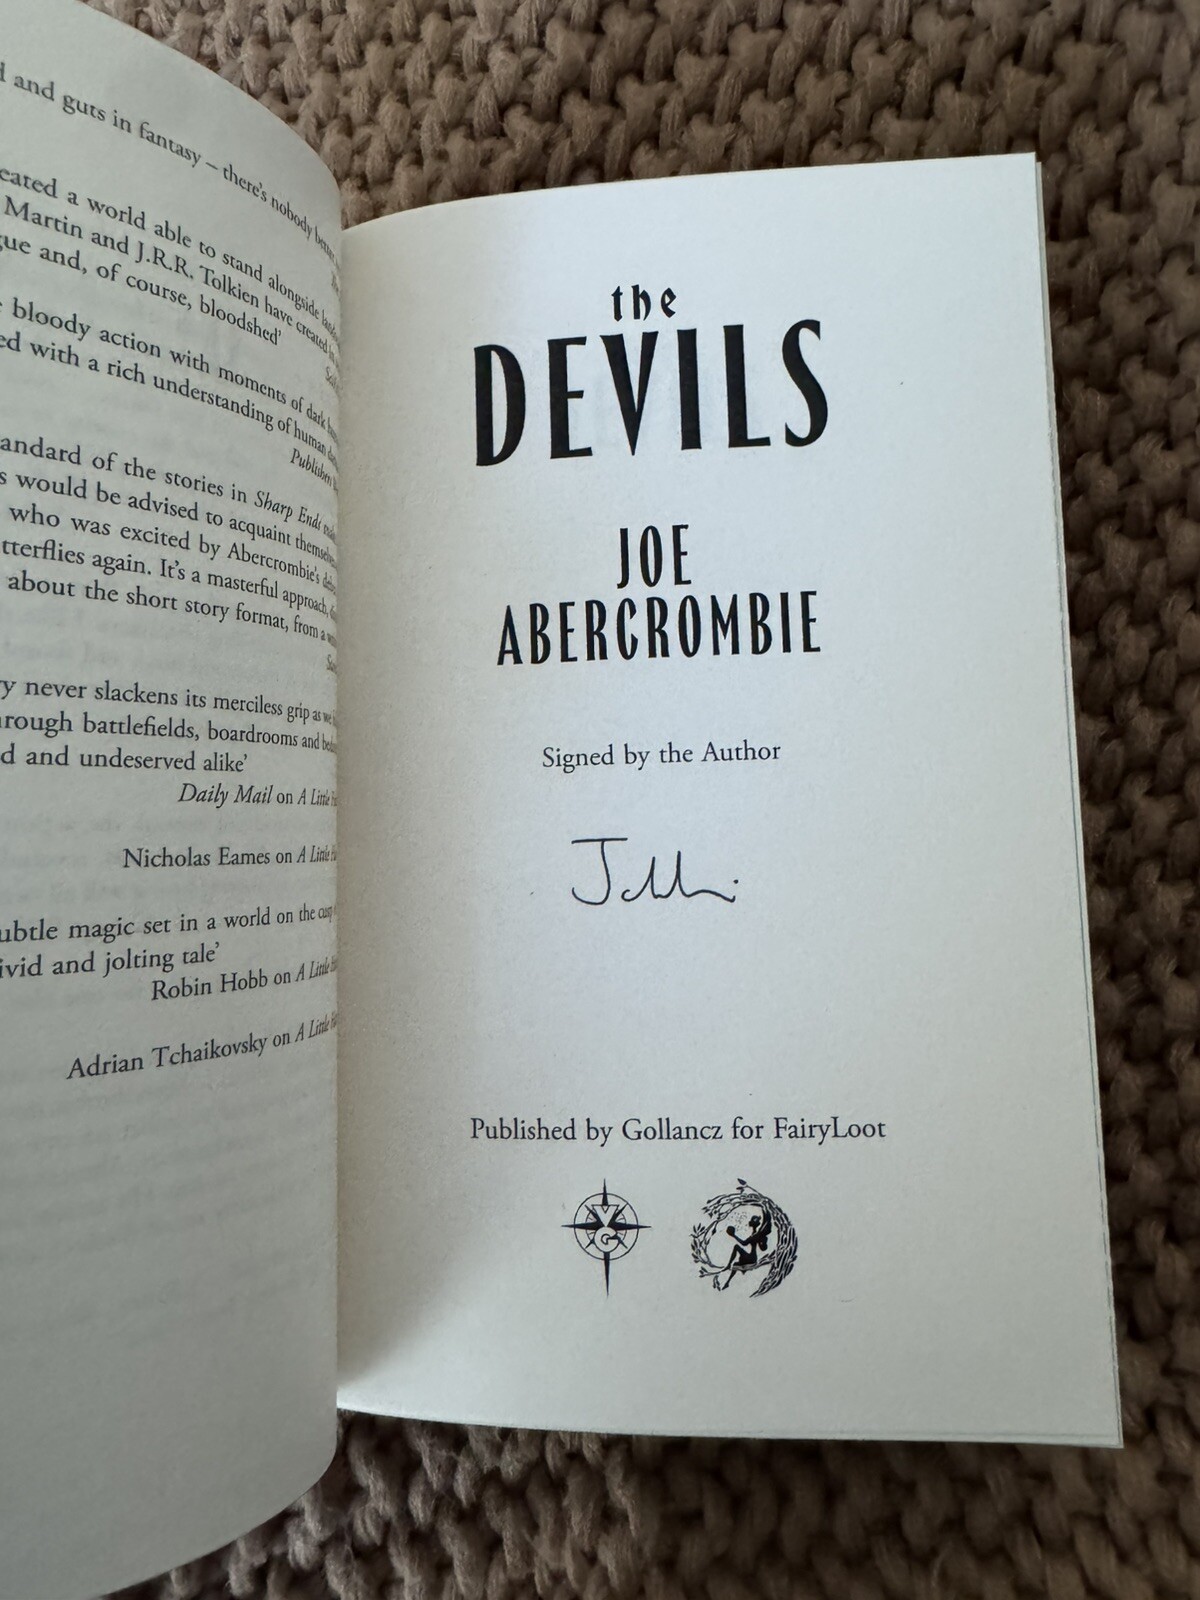 and guts in fantasy – there's nobody
eated a world able to stand alongside
Martin and J.R.R. Tolkien have created
gue and, of course, bloodshed'
bloody action with moments of dark
ed with a rich understanding of human
andard of the stories in Sharp Ends
s would be advised to acquaint
who was excited by Abercrombie's
tterflies again. It's a masterful approach,
about the short story format, from a
ry never slackens its merciless grip as we
rough battlefields, boardrooms and
d and undeserved alike'
Daily Mail on A Little
Nicholas Eames on A Little
ubtle magic set in a world on the cusp
ivid and jolting tale'
Robin Hobb on A Little
Adrian Tchaikovsky on A Little
the
DEVILS
JOE
ABERCROMBIE
Signed by the Author
Published by Gollancz for FairyLoot
VG